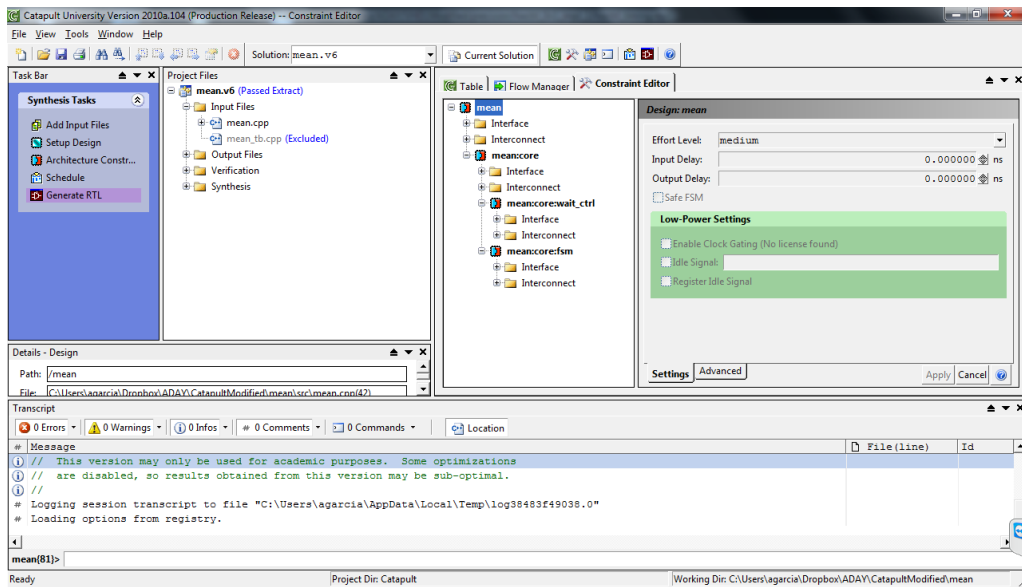 Catapult University Version 2010a.104 (Production Release) -- Constraint Editor
File View Tools Window Help
Solution: mean.v6
Current Solution
Task Bar
Synthesis Tasks
Add Input Files
Setup Design
Architecture Constr...
Schedule
Generate RTL
Project Files
mean.v6 (Passed Extract)
Input Files
mean.cpp
mean_tb.cpp (Excluded)
Output Files
Verification
Synthesis
Details - Design
Path: /mean
File: C:\Users\agarcia\Dropbox\ADAY\CatapultModified\mean\src\mean.cpp(42)
Table Flow Manager Constraint Editor
mean
Interface
Interconnect
mean:core
Interface
Interconnect
mean:core:wait_ctrl
Interface
Interconnect
mean:core:fsm
Interface
Interconnect
Design: mean
Effort Level: medium
Input Delay: 0.000000 ns
Output Delay: 0.000000 ns
Safe FSM
Low-Power Settings
Enable Clock Gating (No license found)
Idle Signal:
Register Idle Signal
Settings Advanced
Apply Cancel
Transcript
0 Errors 0 Warnings 0 Infos # 0 Comments 0 Commands Location
# Message File(line) Id
// This version may only be used for academic purposes. Some optimizations
// are disabled, so results obtained from this version may be sub-optimal.
//
# Logging session transcript to file "C:\Users\agarcia\AppData\Local\Temp\log38483f49038.0"
# Loading options from registry.
mean(81)>
Ready Project Dir: Catapult Working Dir: C:\Users\agarcia\Dropbox\ADAY\CatapultModified\mean